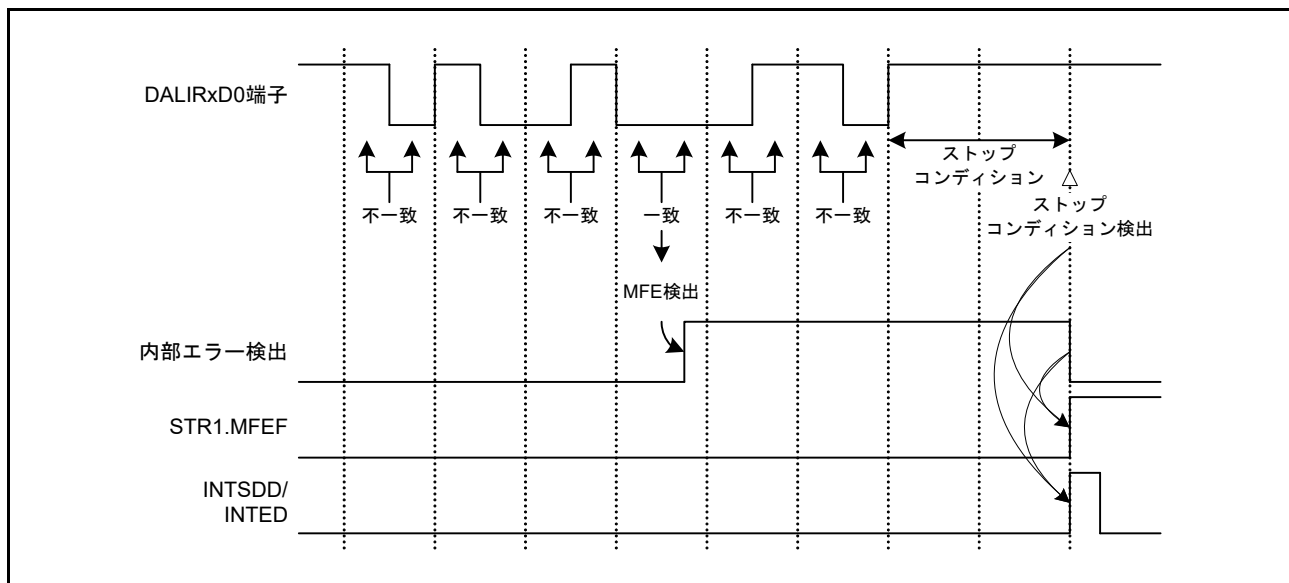 DALIRxD0端子
ストップ
コンディション
不一致
不一致
不一致
一致
不一致
不一致
ストップ
コンディション検出
MFE検出
内部エラー検出
STR1.MFEF
INTSDD/
INTED